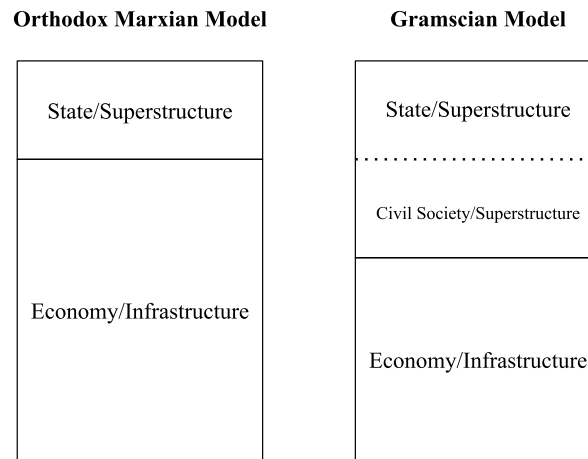 Orthodox Marxian Model
State/Superstructure
Economy/Infrastructure
Gramscian Model
State/Superstructure
Civil Society/Superstructure
Economy/Infrastructure